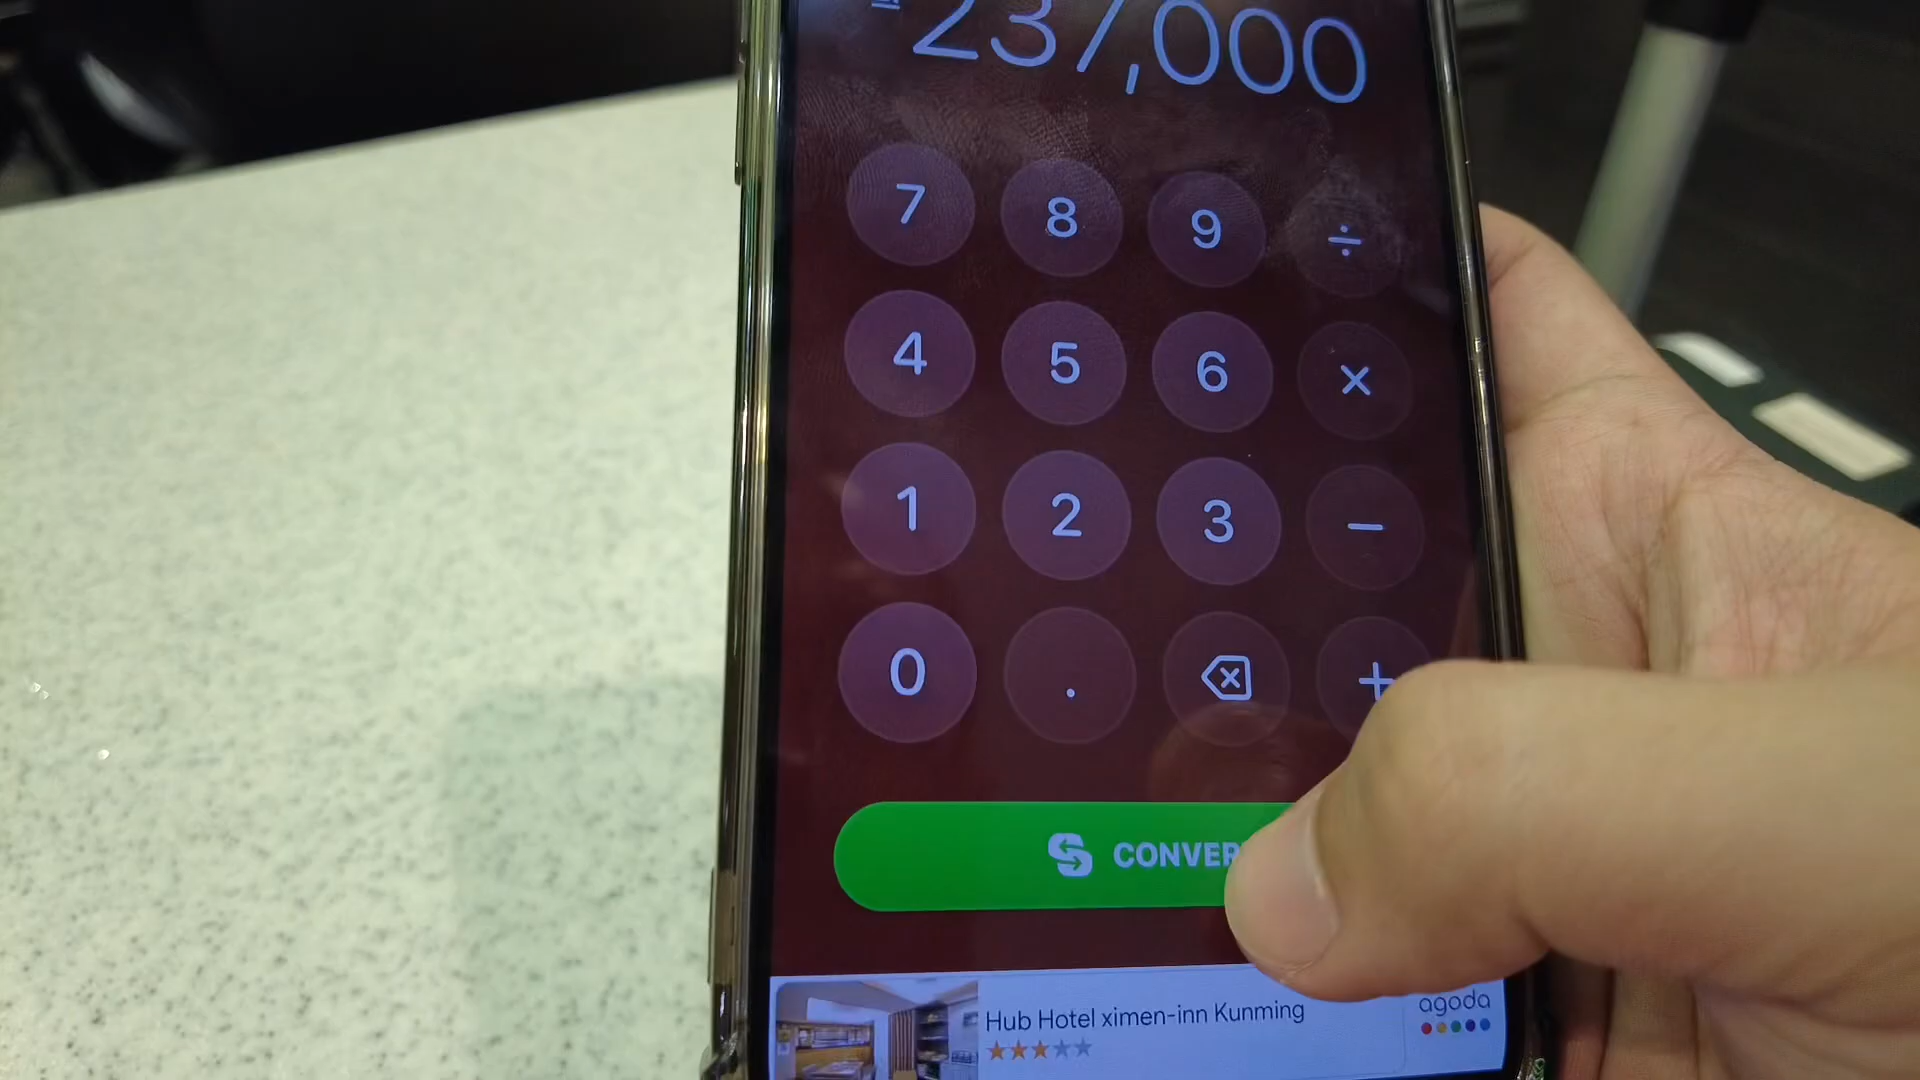 237,000
7 8 9 ÷
4 5 6 ×
1 2 3 −
0 . +
CONVER
Hub Hotel ximen-inn Kunming
agoda